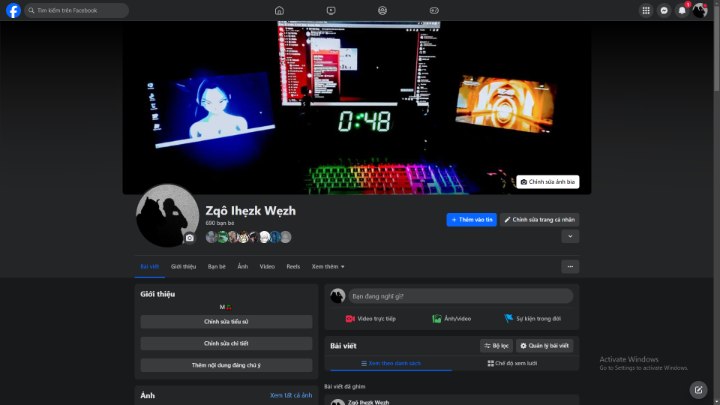 Tìm kiếm trên Facebook
0:48
Chỉnh sửa ảnh bìa
Zqô Ihẹzk Wẹzh
690 bạn bè
+ Thêm vào tin
Chỉnh sửa trang cá nhân
Bài viết Giới thiệu Bạn bè Ảnh Video Reels Xem thêm
Giới thiệu
Chỉnh sửa tiểu sử
Chỉnh sửa chi tiết
Thêm nội dung đáng chú ý
Ảnh
Xem tất cả ảnh
Bạn đang nghĩ gì?
Video trực tiếp
Ảnh/video
Sự kiện trong đời
Bài viết
Bộ lọc
Quản lý bài viết
Xem theo danh sách
Chế độ xem lưới
Bài viết đã ghim
Zqô Ihẹzk Wẹzh
Activate Windows
Go to Settings to activate Windows.